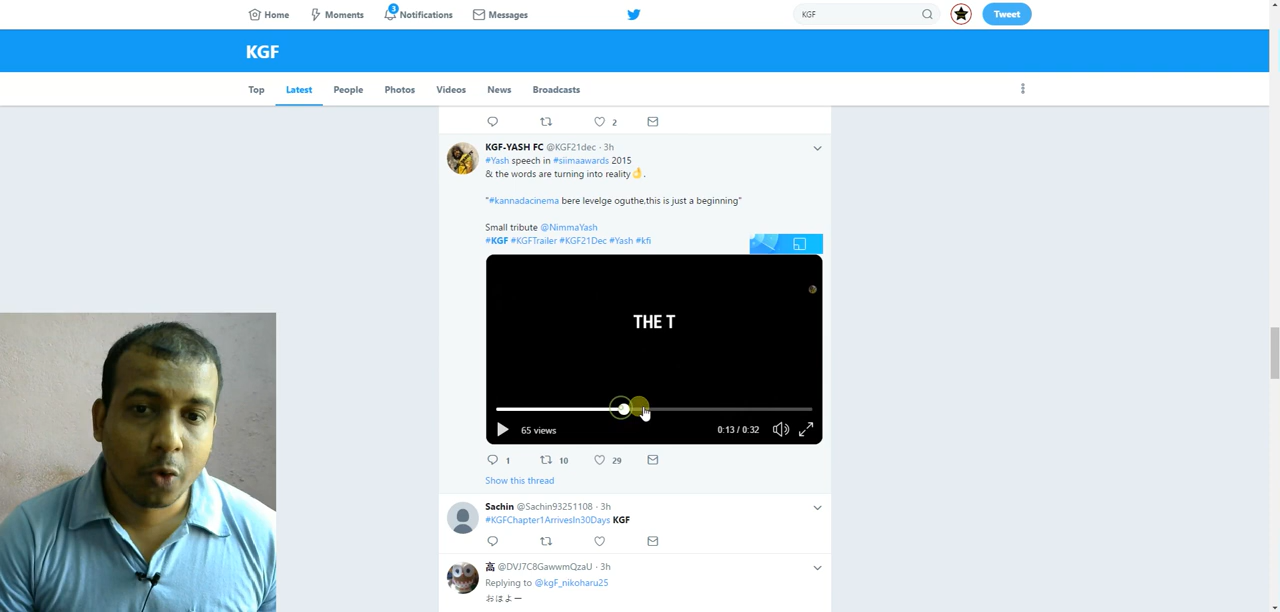 Home
Moments
3
Notifications
Messages
KGF
Tweet
KGF
Top
Latest
People
Photos
Videos
News
Broadcasts
2
KGF-YASH FC @KGF21dec · 3h
#Yash speech in #siimaawards 2015
& the words are turning into reality👌.
"#kannadacinema bere levelge oguthe,this is just a beginning"
Small tribute @NimmaYash
#KGF #KGFTrailer #KGF21Dec #Yash #kfi
THE T
65 views
0:13 / 0:32
1
10
29
Show this thread
Sachin @Sachin93251108 · 3h
#KGFChapter1ArrivesIn30Days KGF
高 @DVJ7C8GawwmQzaU · 3h
Replying to @kgF_nikoharu25
おはよー